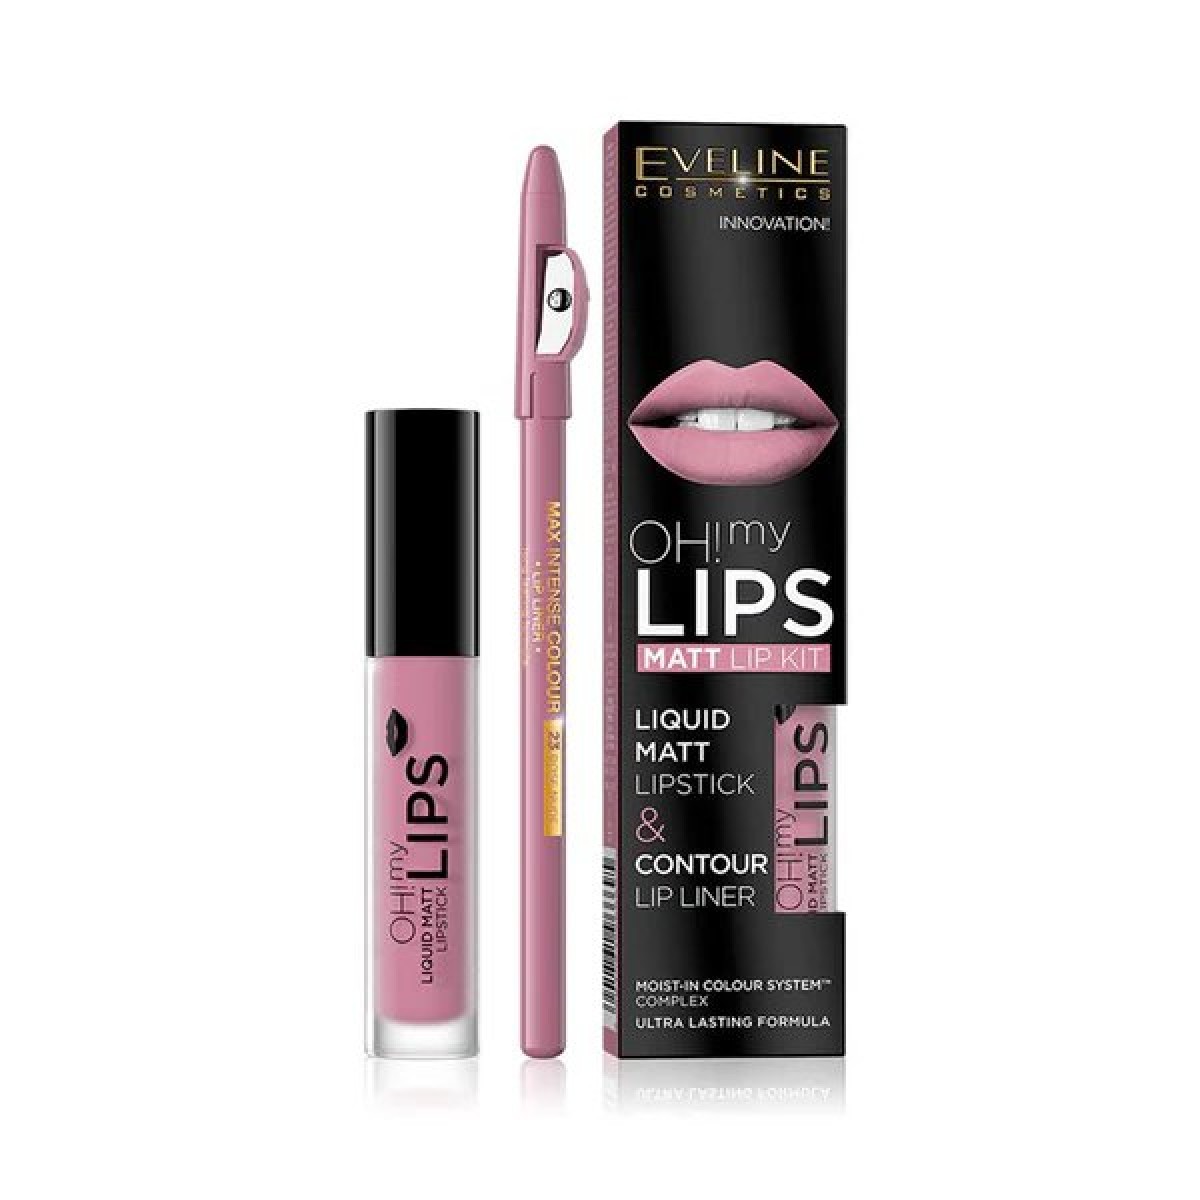 EVELINE
COSMETICS
INNOVATION!
OH! my
LIPS
MATT LIP KIT
LIQUID
MATT
LIPSTICK
&
CONTOUR
LIP LINER
OH! my
LIPS
ID MATT
IPSTICK
MOIST-IN COLOUR SYSTEM™
COMPLEX
ULTRA LASTING FORMULA
MAX INTENSE COLOUR
• LIP LINER •
23
OH! my
LIPS
LIQUID MATT
LIPSTICK